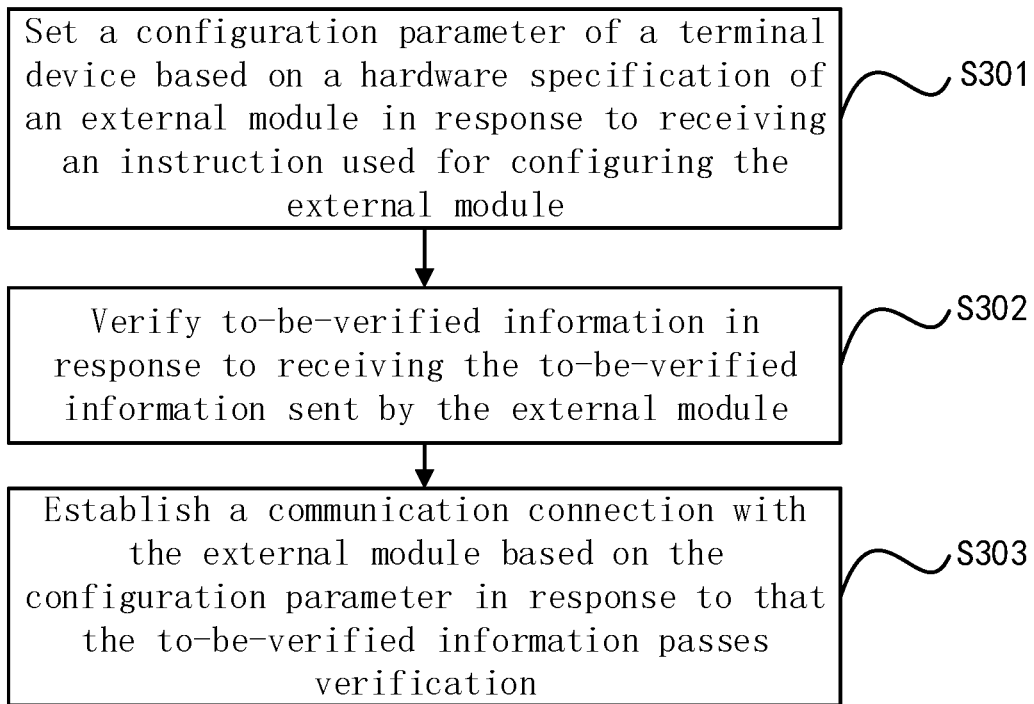 Set a configuration parameter of a terminal
device based on a hardware specification of
an external module in response to receiving
an instruction used for configuring the
external module
S301
Verify to-be-verified information in
response to receiving the to-be-verified
information sent by the external module
S302
Establish a communication connection with
the external module based on the
configuration parameter in response to that
the to-be-verified information passes
verification
S303